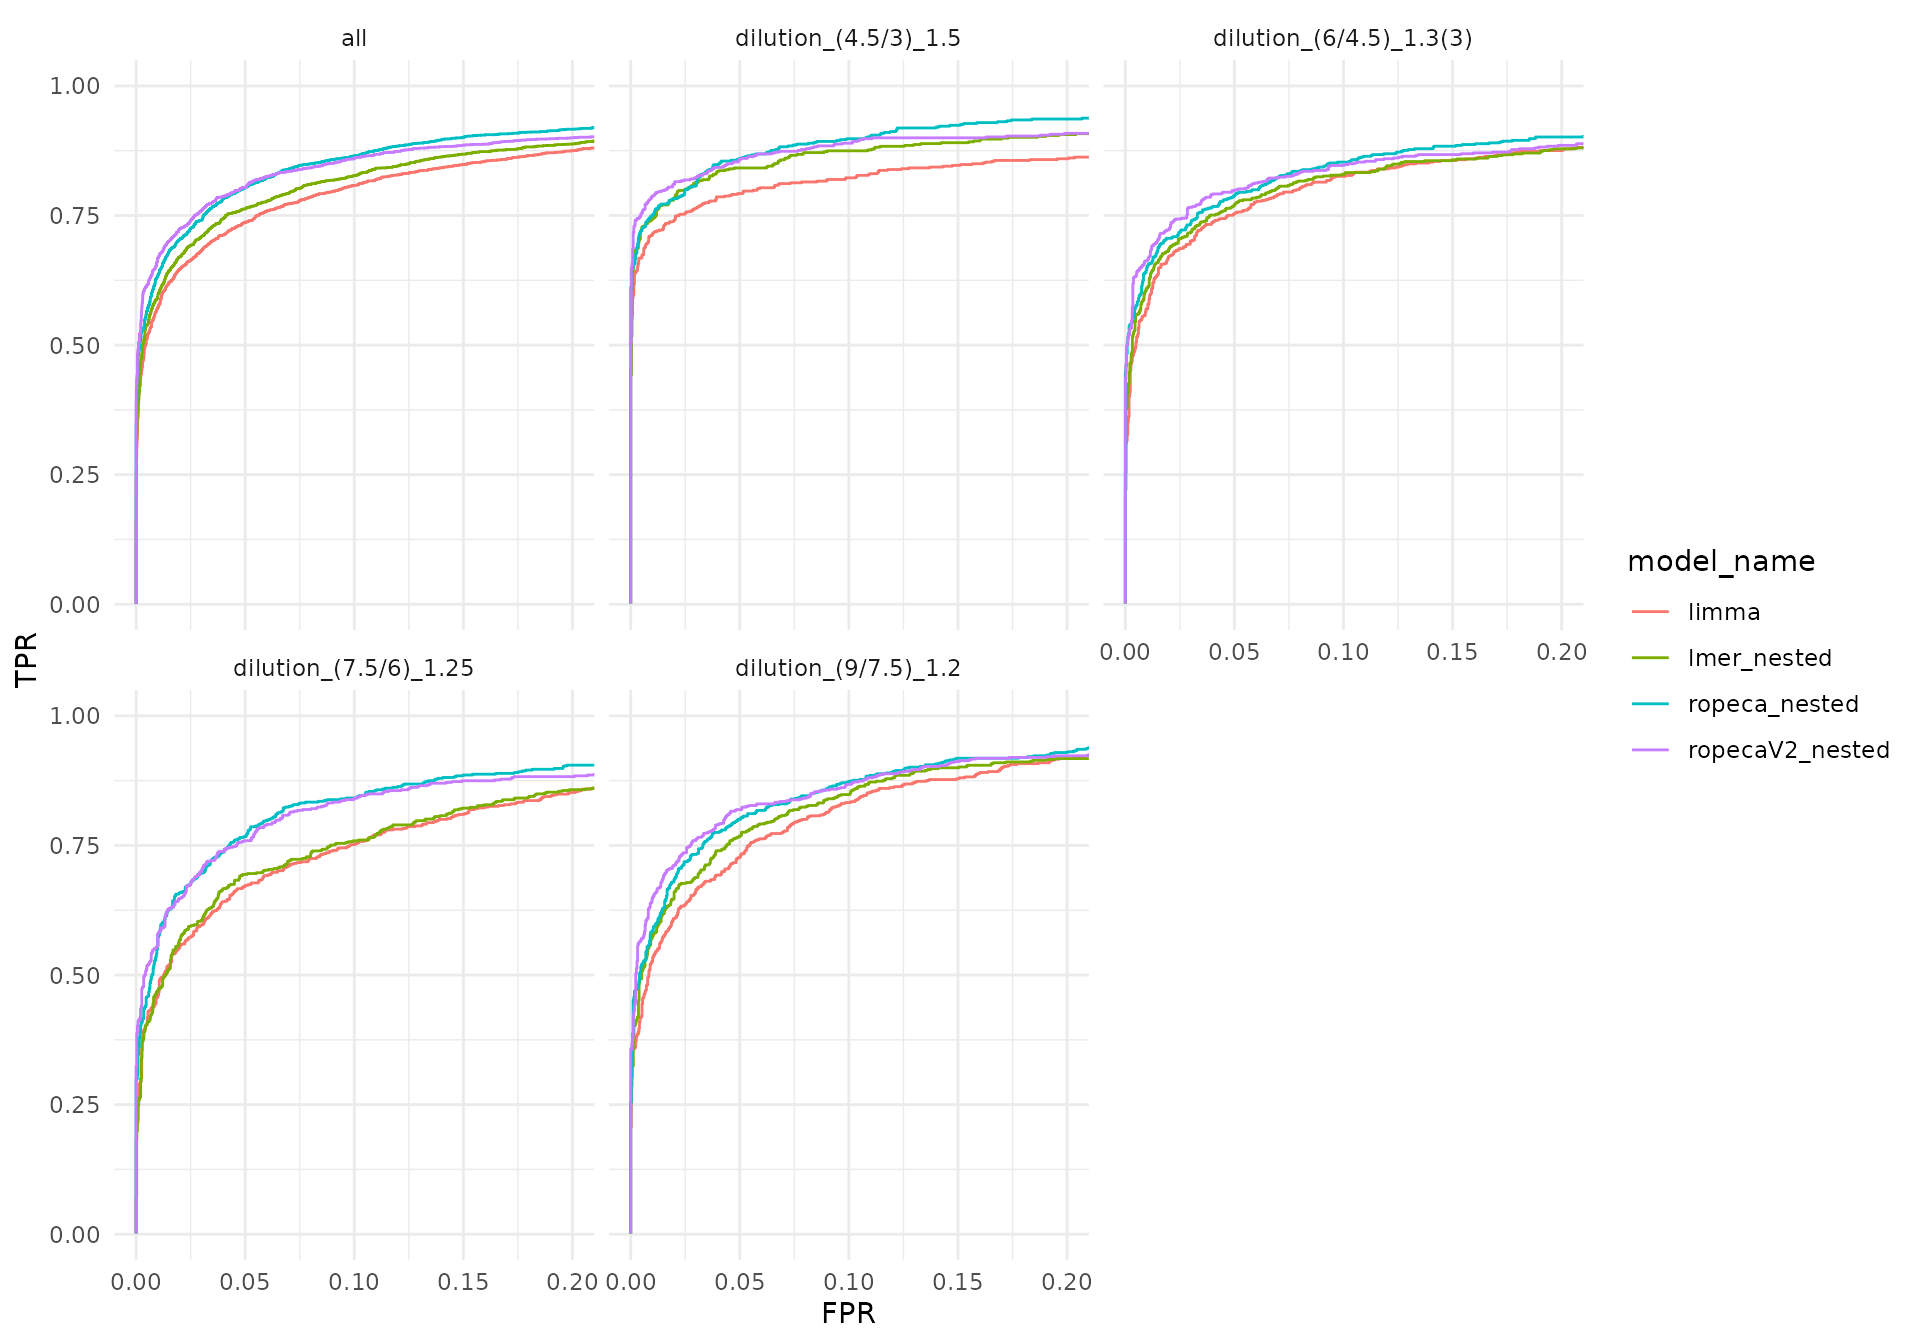 all
dilution_(4.5/3)_1.5
dilution_(6/4.5)_1.3(3)
1.00
0.75
0.50
0.25
0.00
0.00 0.05 0.10 0.15 0.20
dilution_(7.5/6)_1.25
dilution_(9/7.5)_1.2
1.00
0.75
0.50
0.25
0.00
0.00 0.05 0.10 0.15 0.20
0.00 0.05 0.10 0.15 0.20
FPR
TPR
model_name
limma
lmer_nested
ropeca_nested
ropecaV2_nested